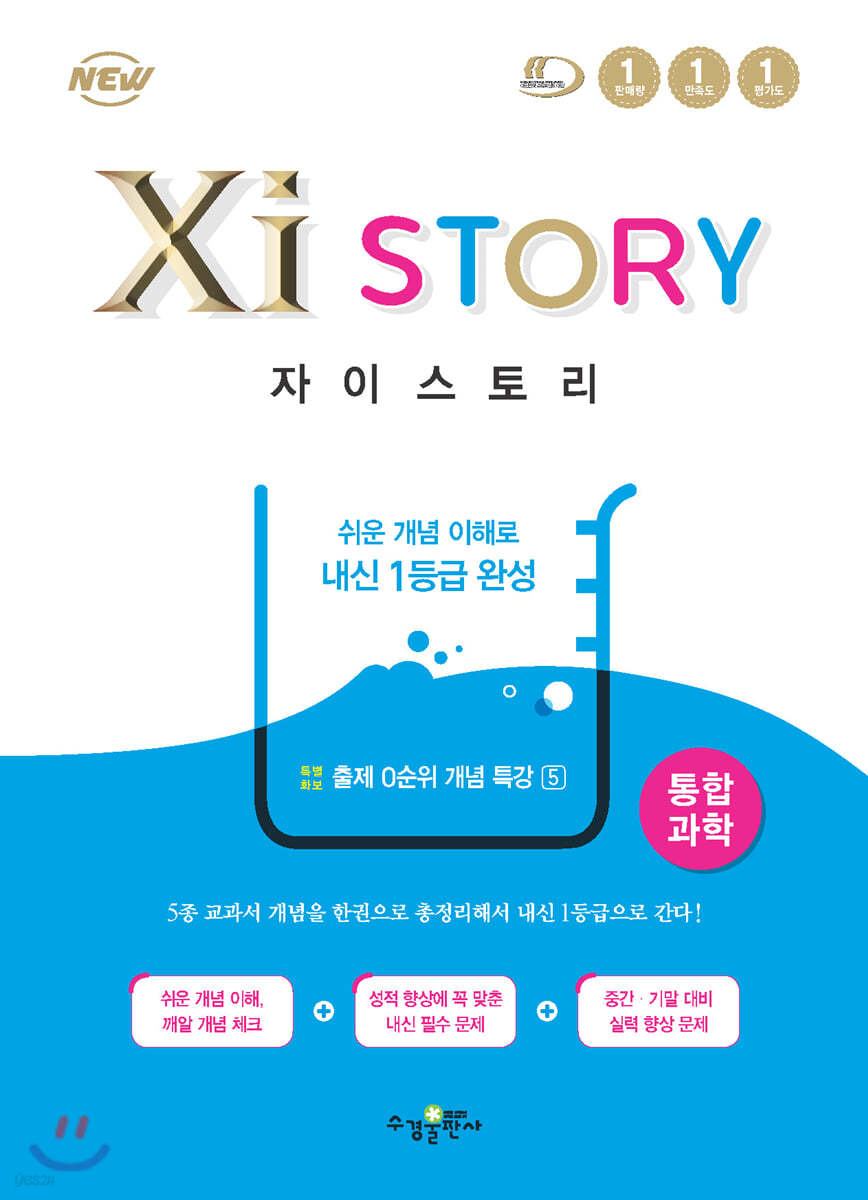 NEW
1
판매량
1
만족도
1
평가도
Xi STORY
자이스토리
쉬운 개념 이해로
내신 1등급 완성
특별
화보
출제 0순위 개념 특강 5
통합
과학
5종 교과서 개념을 한권으로 총정리해서 내신 1등급으로 간다!
쉬운 개념 이해,
깨알 개념 체크
성적 향상에 꼭 맞춘
내신 필수 문제
중간·기말 대비
실력 향상 문제
수경출판사
yes24